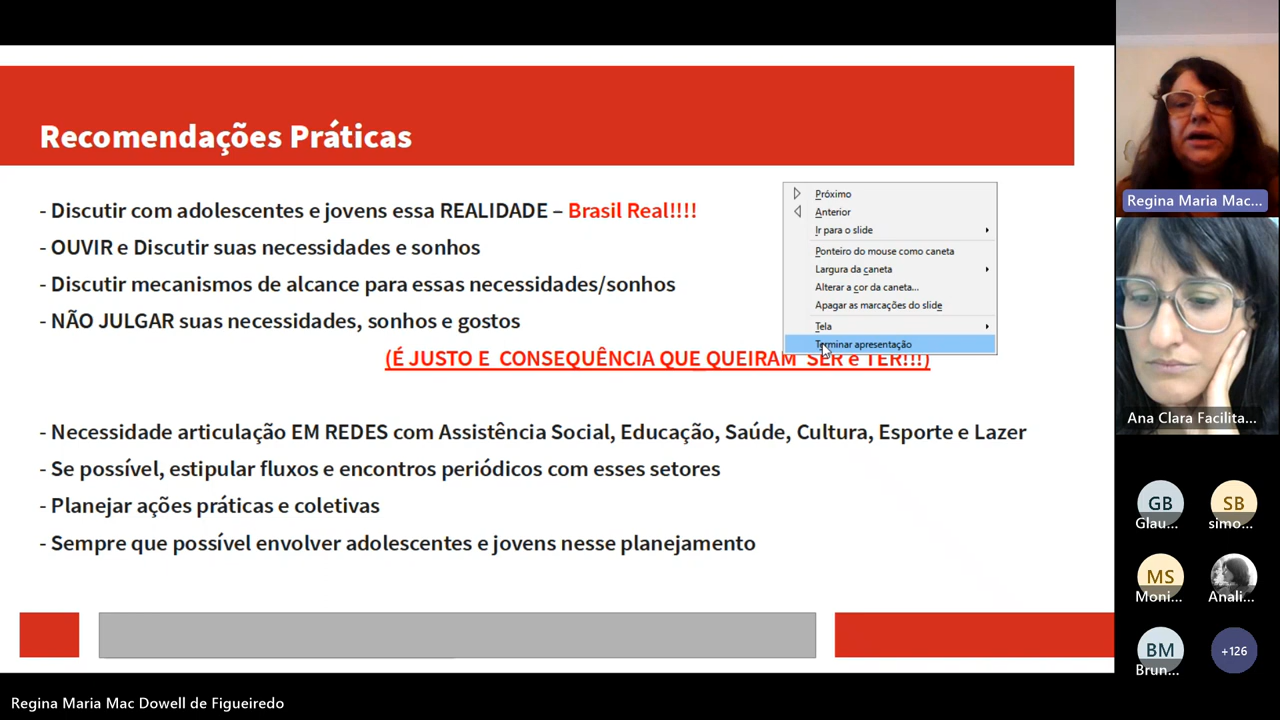 Recomendações Práticas
- Discutir com adolescentes e jovens essa REALIDADE – Brasil Real!!!!
- OUVIR e Discutir suas necessidades e sonhos
- Discutir mecanismos de alcance para essas necessidades/sonhos
- NÃO JULGAR suas necessidades, sonhos e gostos
(É JUSTO E CONSEQUÊNCIA QUE QUEIRAM SER e TER!!!)
- Necessidade articulação EM REDES com Assistência Social, Educação, Saúde, Cultura, Esporte e Lazer
- Se possível, estipular fluxos e encontros periódicos com esses setores
- Planejar ações práticas e coletivas
- Sempre que possível envolver adolescentes e jovens nesse planejamento
Próximo
Anterior
Ir para o slide
Ponteiro do mouse como caneta
Largura da caneta
Alterar a cor da caneta...
Apagar as marcações do slide
Tela
Terminar apresentação
Regina Maria Mac...
Ana Clara Facilita...
GB
Glau...
SB
simo...
MS
Moni...
Anali...
BM
Brun...
+126
Regina Maria Mac Dowell de Figueiredo